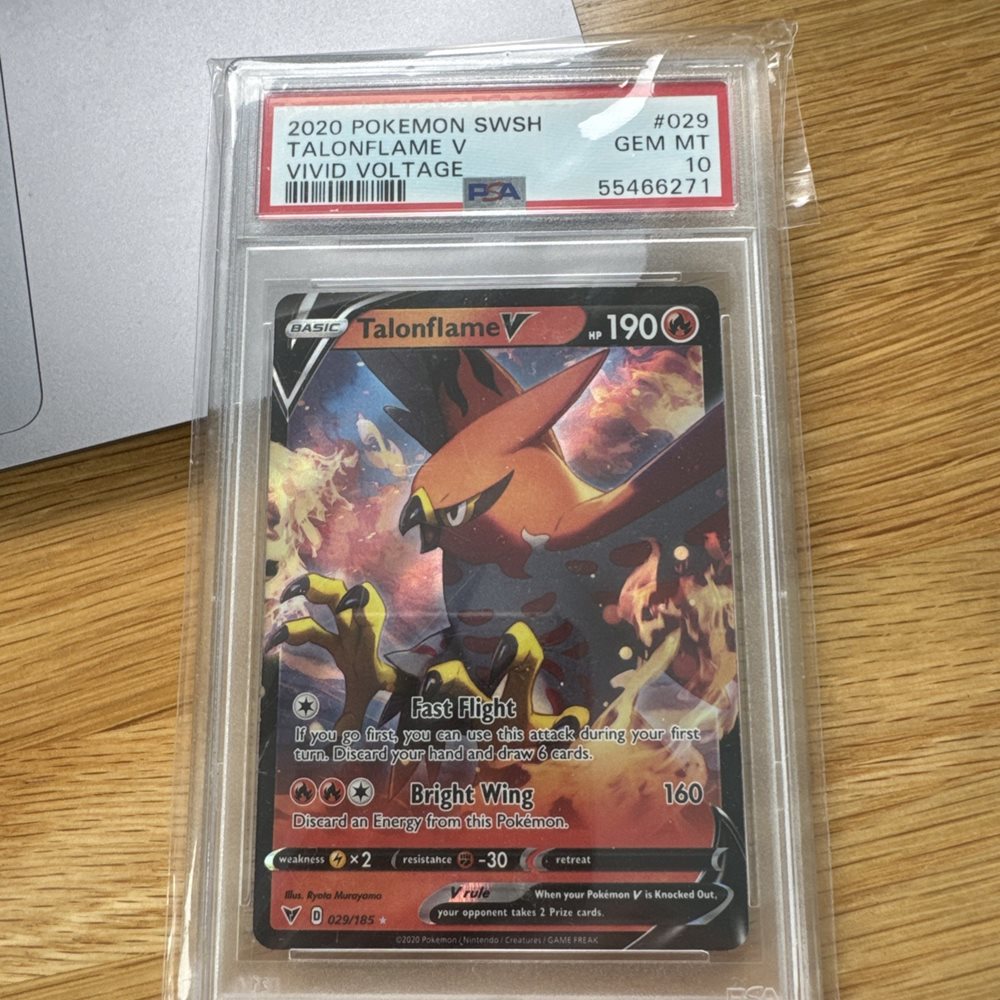 2020 POKEMON SWSH #029
TALONFLAME V GEM MT
VIVID VOLTAGE 10
PSA 55466271
BASIC Talonflame V HP 190
Fast Flight
If you go first, you can use this attack during your first
turn. Discard your hand and draw 6 cards.
Bright Wing 160
Discard an Energy from this Pokémon.
weakness ×2 resistance -30 retreat
Illus. Ryota Murayama
V rule When your Pokémon V is Knocked Out,
your opponent takes 2 Prize cards.
D 029/185
©2020 Pokémon / Nintendo / Creatures / GAME FREAK
PSA